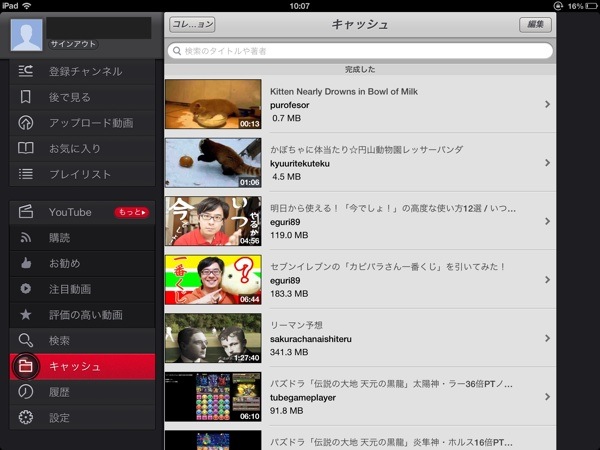 iPad
10:07
16%
サインアウト
登録チャンネル
後で見る
アップロード動画
お気に入り
プレイリスト
YouTube
もっと
購読
お勧め
注目動画
評価の高い動画
検索
キャッシュ
履歴
設定
コレ...ョン
キャッシュ
編集
検索のタイトルや著者
完成した
00:13
Kitten Nearly Drowns in Bowl of Milk
purofesor
0.7 MB
01:06
かぼちゃに体当たり☆円山動物園レッサーパンダ
kyuuritekuteku
4.5 MB
今 いつ
やるか
04:56
明日から使える！「今でしょ！」の高度な使い方12選 / いつ...
eguri89
119.0 MB
一番くじ
?
06:44
セブンイレブンの「カピバラさん一番くじ」を引いてみた！
eguri89
183.3 MB
1:27:40
リーマン予想
sakurachanaishiteru
341.3 MB
06:10
パズドラ「伝説の大地 天元の黒龍」太陽神・ラー36倍PTノ...
tubegameplayer
91.8 MB
パズドラ「伝説の大地 天元の黒龍」炎隼神・ホルス16倍PT...